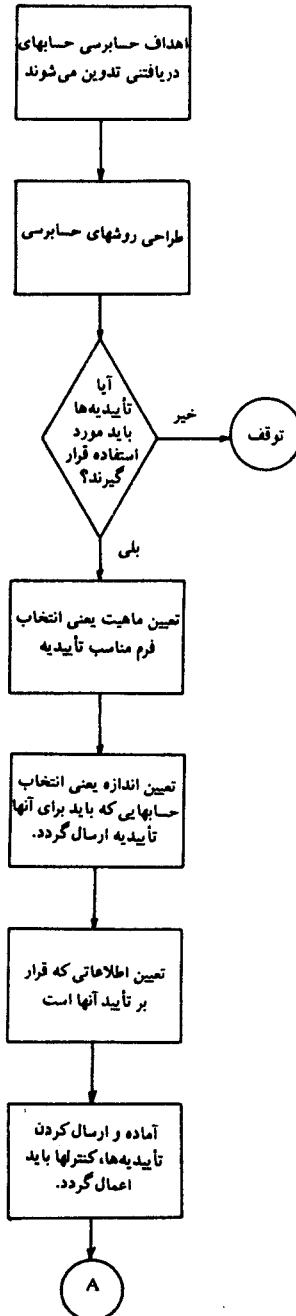 اهداف حسابرسی حسابهای
دریافتنی تدوین می‌شوند
طراحی روشهای حسابرسی
آیا
تأییدیه‌ها
باید مورد
استفاده قرار
گیرند؟
خیر
توقف
بلی
تعیین ماهیت یعنی انتخاب
فرم مناسب تأییدیه
تعیین اندازه یعنی انتخاب
حسابهایی که باید برای آنها
تأییدیه ارسال گردد.
تعیین اطلاعاتی که قرار
بر تأیید آنها است
آماده و ارسال کردن
تأییدیه‌ها، کنترلها باید
اعمال گردد.
A